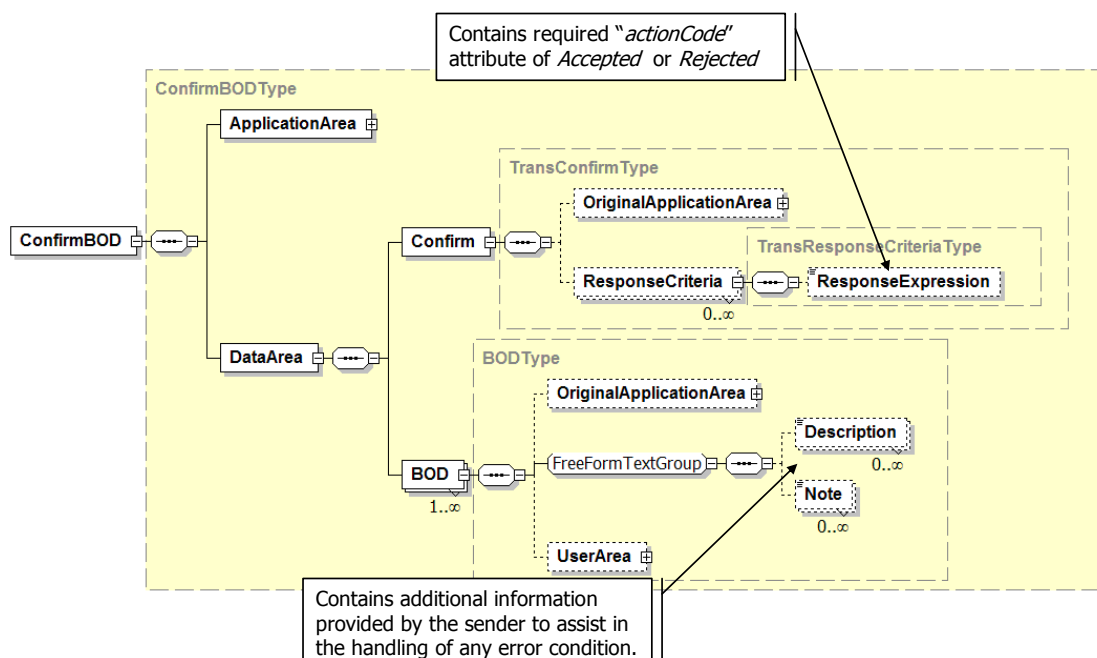 Contains required “actionCode”
attribute of Accepted or Rejected
ConfirmBODType
ApplicationArea
TransConfirmType
OriginalApplicationArea
ConfirmBOD
Confirm
TransResponseCriteriaType
ResponseCriteria
ResponseExpression
0..∞
DataArea
BODType
OriginalApplicationArea
Description
0..∞
FreeFormTextGroup
BOD
1..∞
Note
0..∞
UserArea
Contains additional information
provided by the sender to assist in
the handling of any error condition.